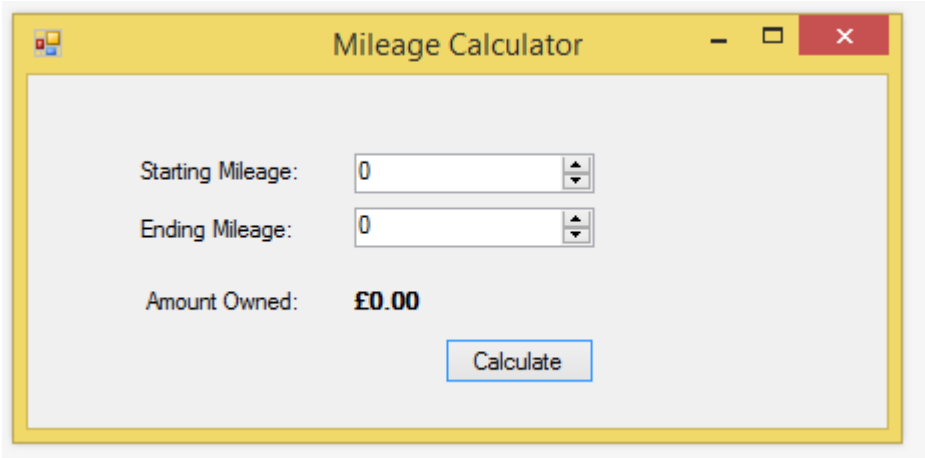 Mileage Calculator
Starting Mileage: 0
Ending Mileage: 0
Amount Owned: £0.00
Calculate